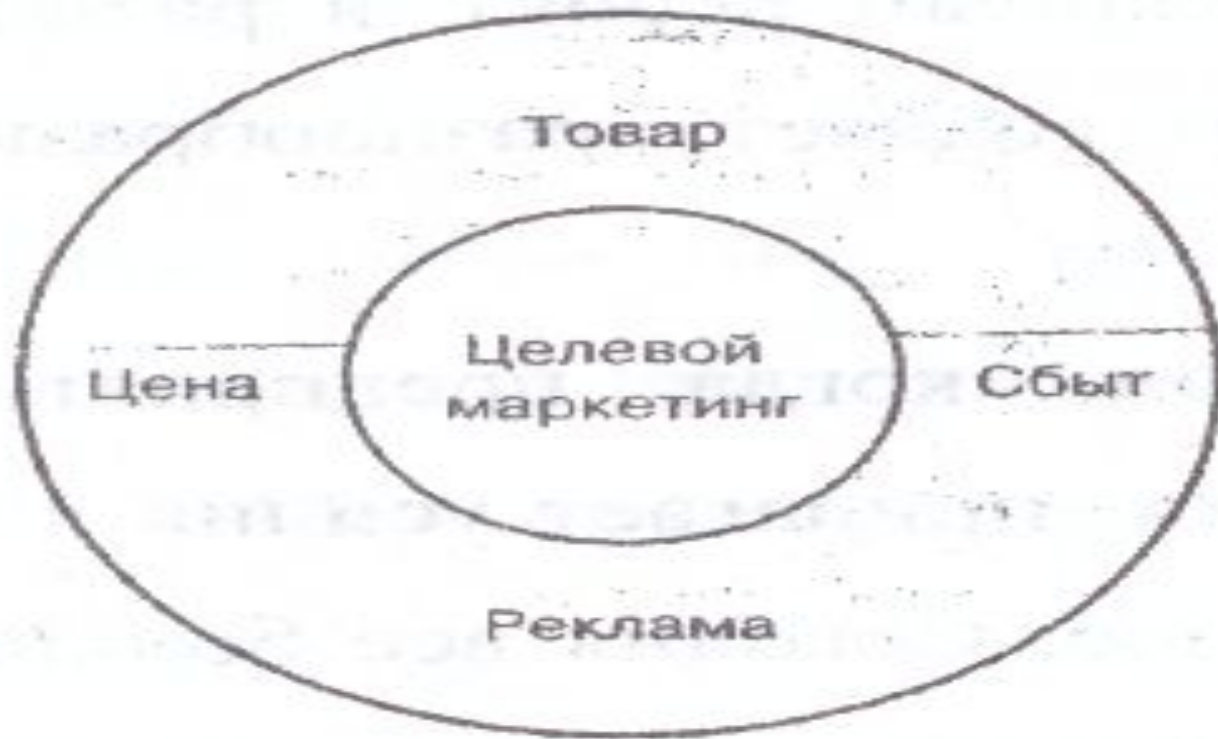 Товар
Целевой
маркетинг
Цена
Сбыт
Реклама